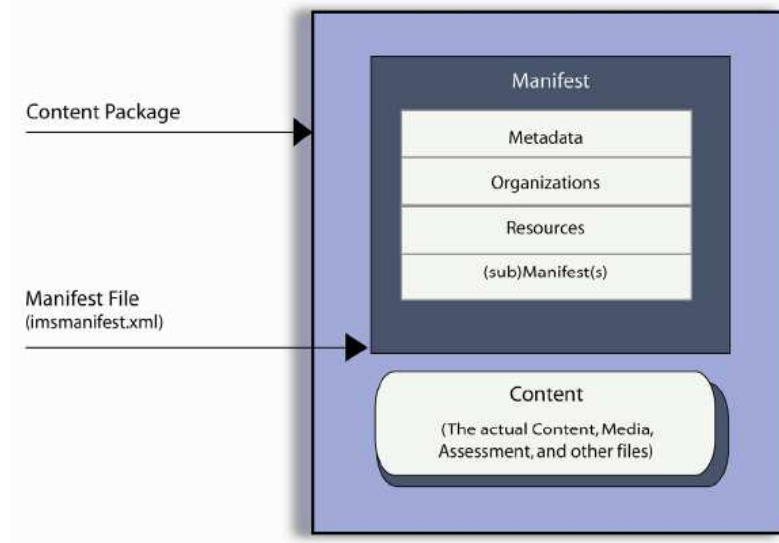 Content Package
Manifest File
(imsmanifest.xml)
Manifest
Metadata
Organizations
Resources
(sub)Manifest(s)
Content
(The actual Content, Media,
Assessment, and other files)